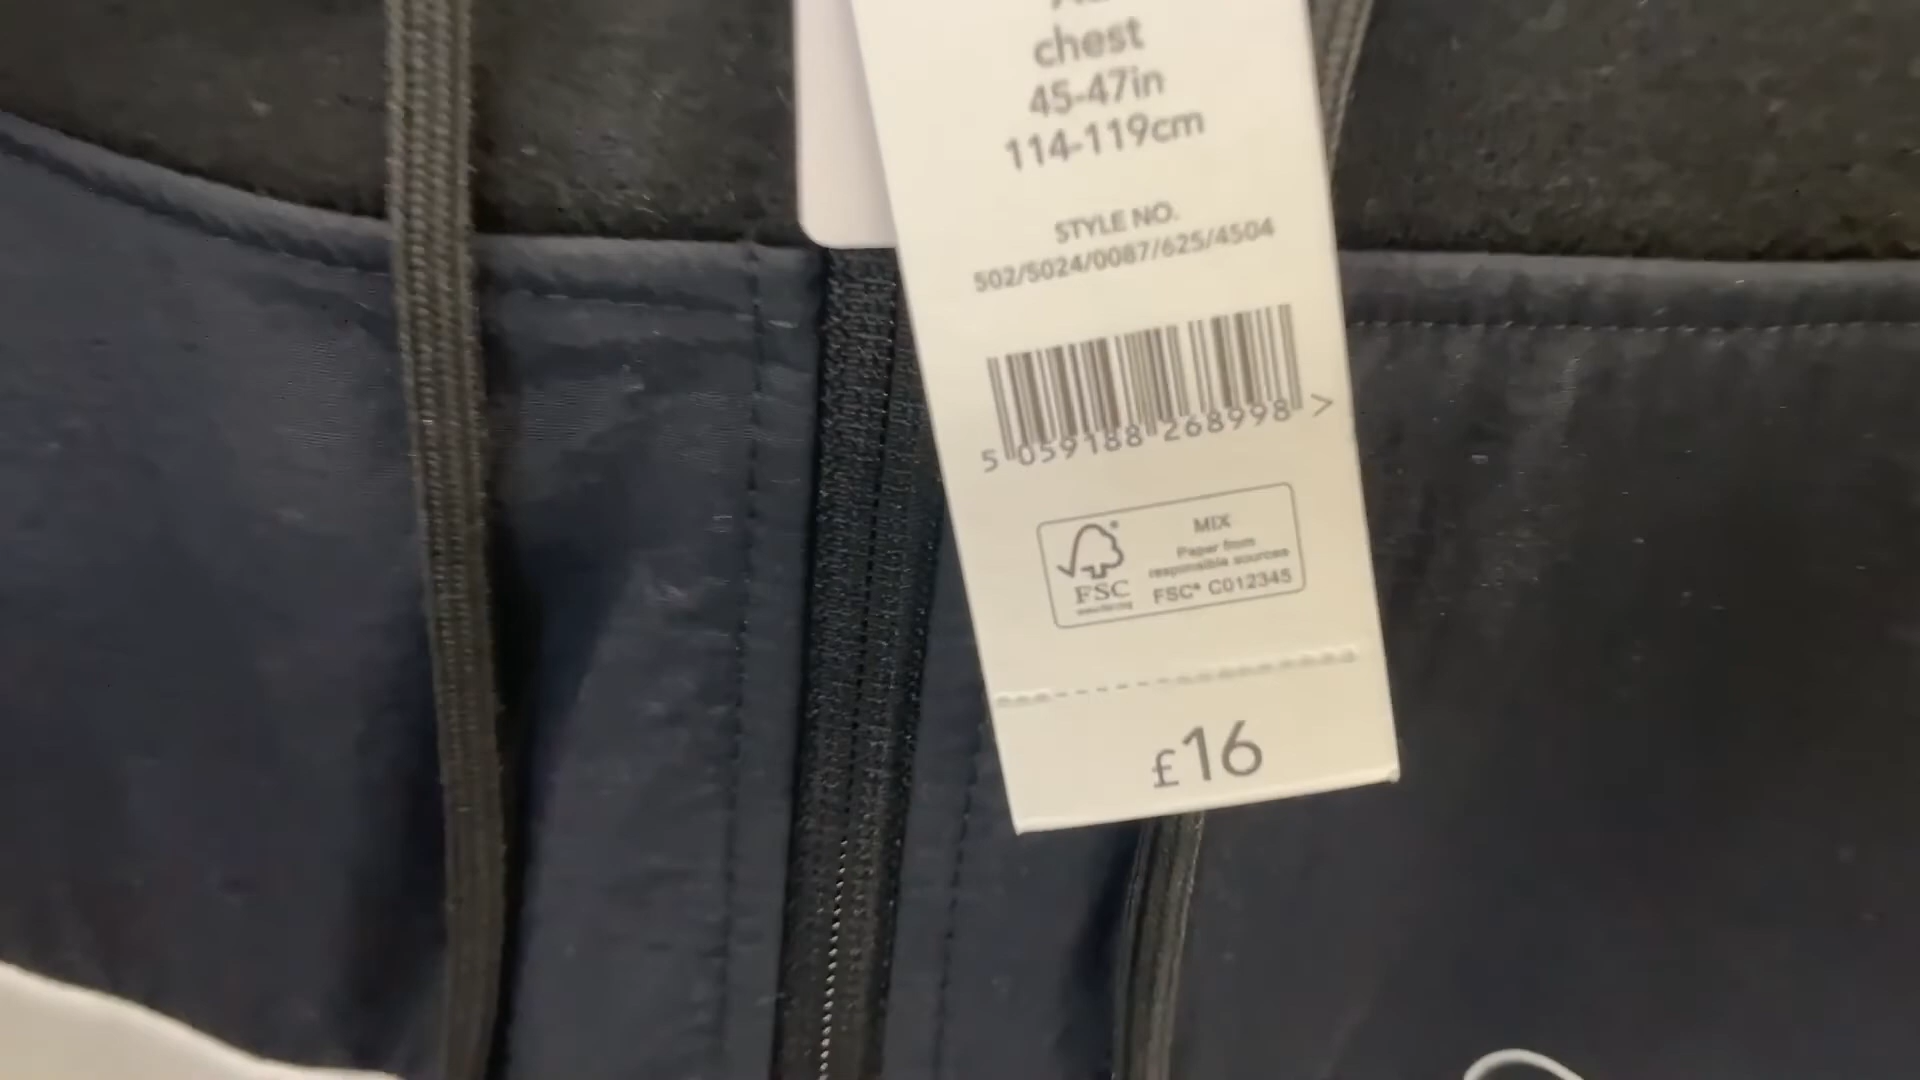 chest
45-47in
114-119cm
STYLE NO.
502/5024/0087/625/4504
5 059188 268998 >
MIX
Paper from
responsible sources
FSC® C012345
FSC
£16